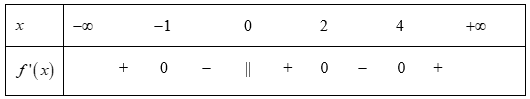 x −∞ −1 0 2 4 +∞
f'(x) + 0 − || + 0 − 0 +